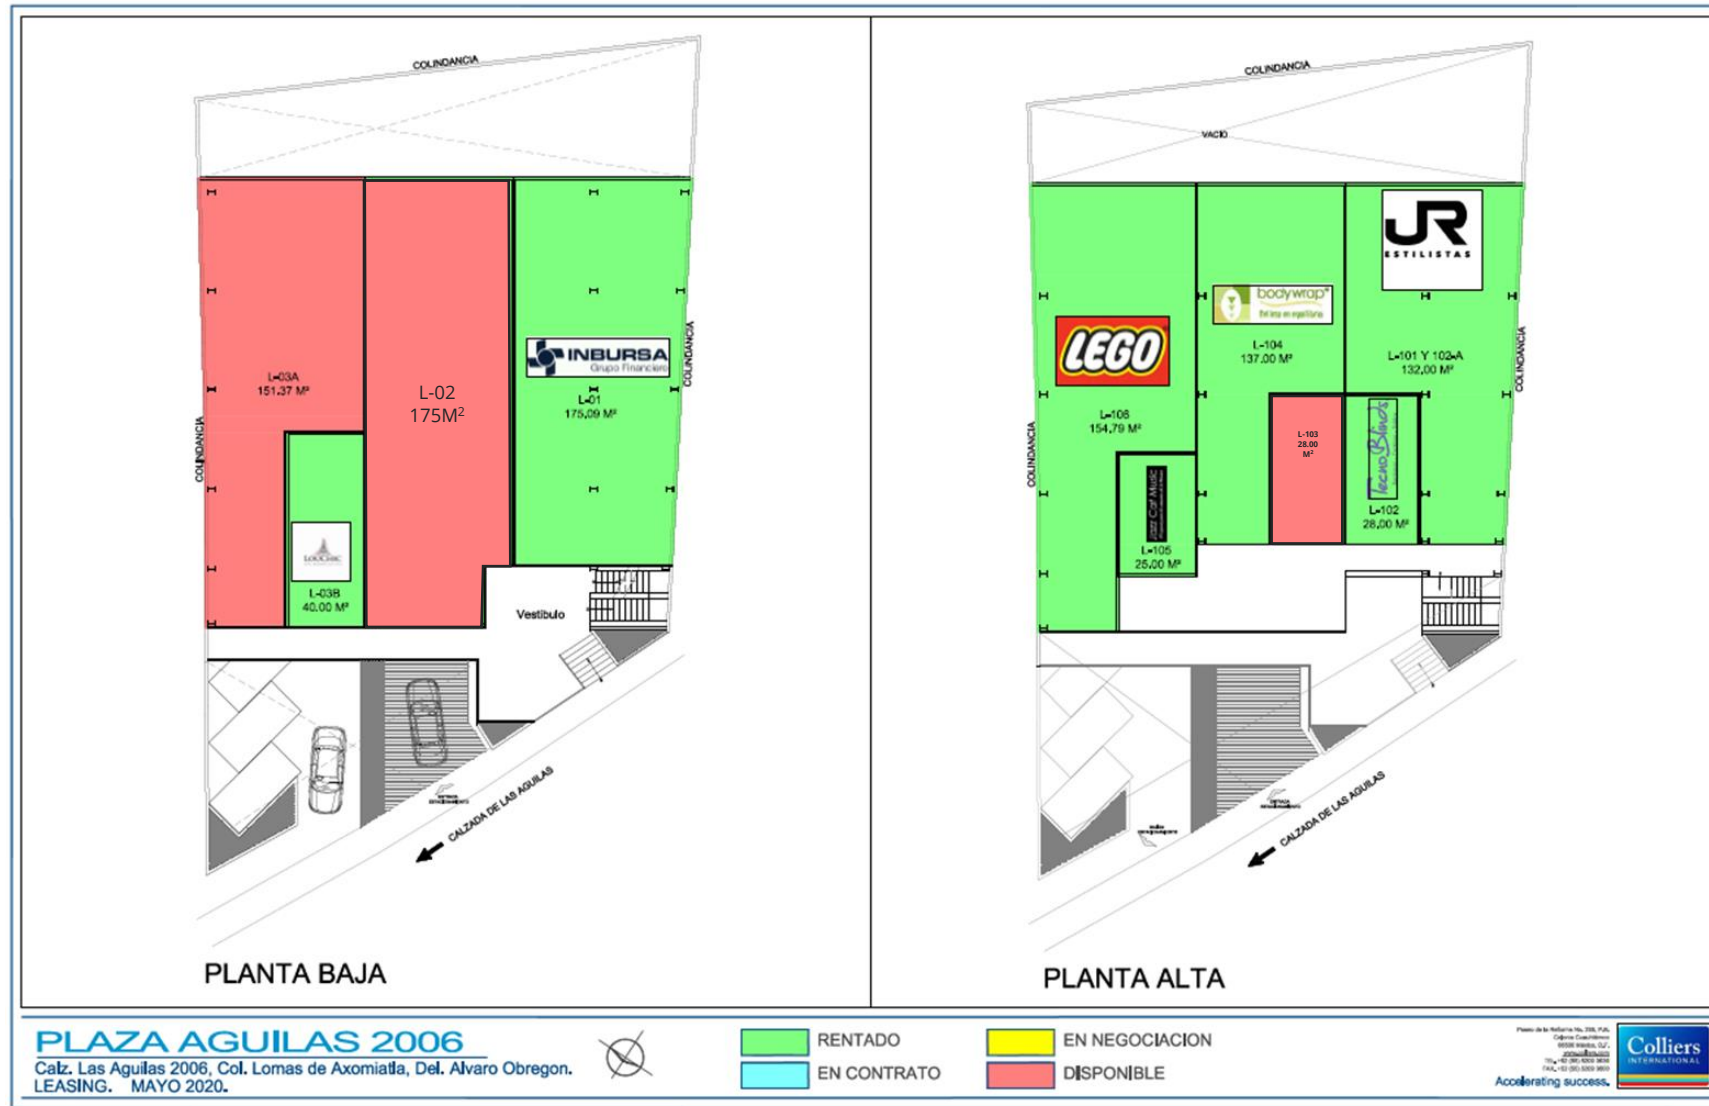 COLINDANCIA
COLINDANCIA
COLINDANCIA
L-03A
151.37 M²
L-02
175M²
INBURSA
Grupo Financiero
L-01
175.09 M²
L-03B
40.00 M²
Vestibulo
CALZADA DE LAS AGUILAS
PLANTA BAJA
COLINDANCIA
VACIO
COLINDANCIA
COLINDANCIA
JR
ESTILISTAS
bodywrap
LEGO
L-104
137.00 M²
L-101 Y 102-A
132.00 M²
154.79 M²
L-103
28.00
M²
TecnoBlinds
L-102
28.00 M²
Jazz Cat Music
L-105
25.00 M²
CALZADA DE LAS AGUILAS
PLANTA ALTA
PLAZA AGUILAS 2006
Calz. Las Aguilas 2006, Col. Lomas de Axomiatla, Del. Alvaro Obregon.
LEASING. MAYO 2020.
RENTADO
EN CONTRATO
EN NEGOCIACION
DISPONIBLE
Colliers
INTERNATIONAL
Accelerating success.